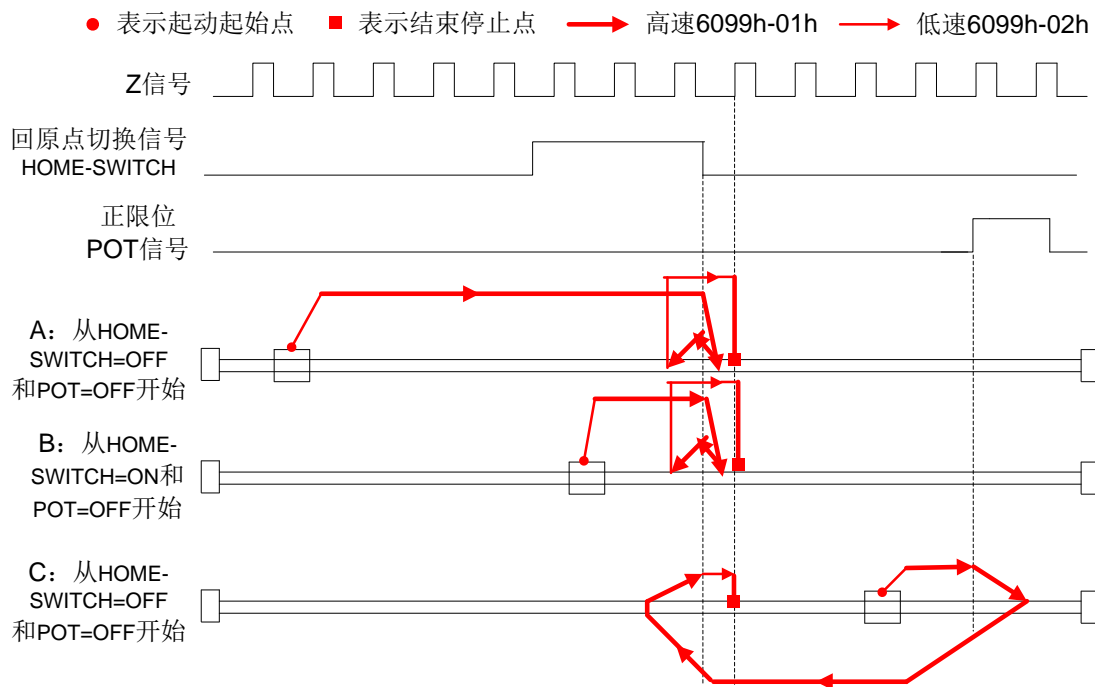 表示起动起始点 表示结束停止点 高速6099h-01h 低速6099h-02h
Z信号
回原点切换信号
HOME-SWITCH
正限位
POT信号
A：从HOME-
SWITCH=OFF
和POT=OFF开始
B：从HOME-
SWITCH=ON和
POT=OFF开始
C：从HOME-
SWITCH=OFF
和POT=OFF开始